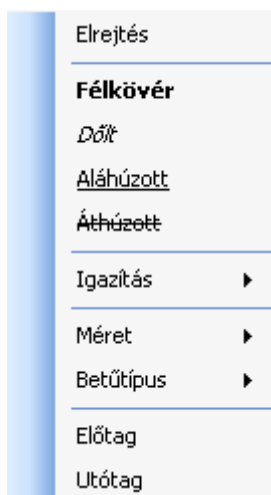 Elrejtés
Félkövér
Dőlt
Aláhúzott
Áthúzott
Igazítás
Méret
Betűtípus
Előtag
Utótag